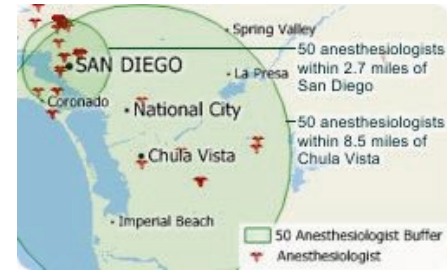 Spring Valley
50 anesthesiologists
within 2.7 miles of
San Diego
SAN DIEGO
La Presa
Coronado
National City
50 anesthesiologists
within 8.5 miles of
Chula Vista
Chula Vista
Imperial Beach
50 Anesthesiologist Buffer
Anesthesiologist